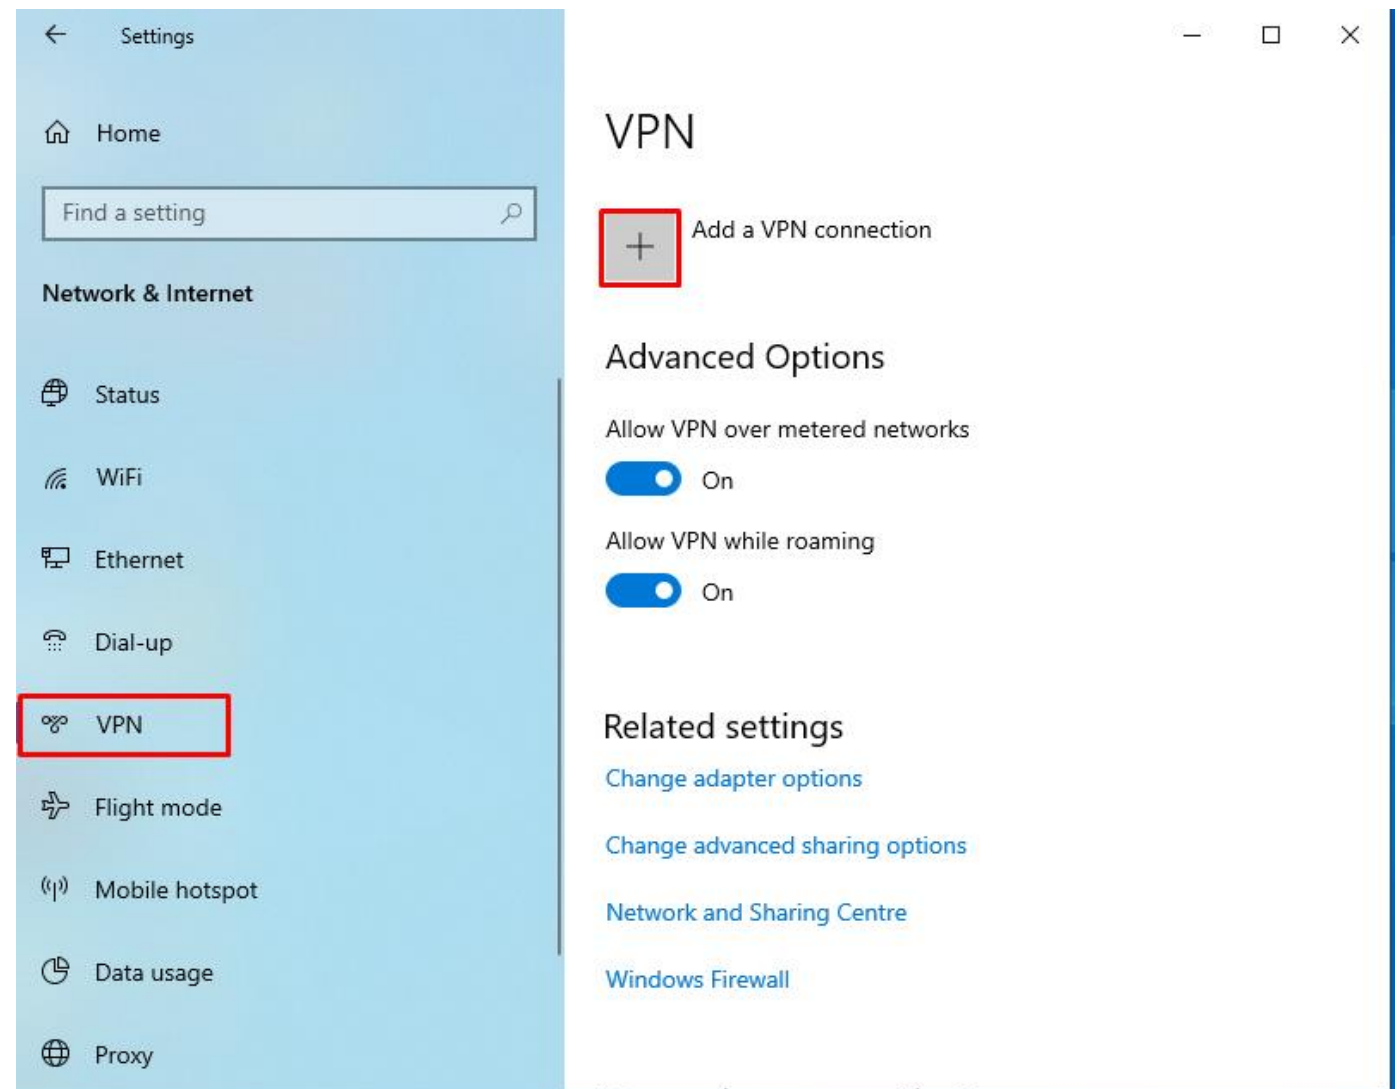 Settings
Home
Find a setting
Network & Internet
Status
WiFi
Ethernet
Dial-up
VPN
Flight mode
Mobile hotspot
Data usage
Proxy
VPN
Add a VPN connection
Advanced Options
Allow VPN over metered networks
On
Allow VPN while roaming
On
Related settings
Change adapter options
Change advanced sharing options
Network and Sharing Centre
Windows Firewall